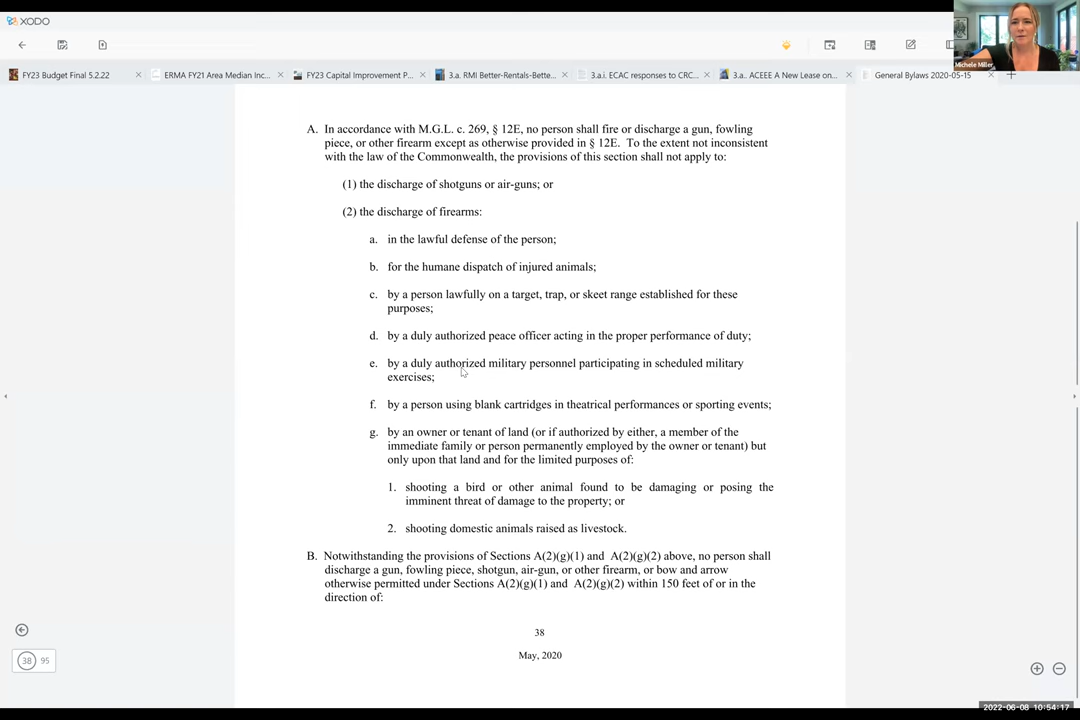 XODO
Michele Miller
FY23 Budget Final 5.2.22
ERMA FY21 Area Median Inc...
FY23 Capital Improvement P...
3.a. RMI Better-Rentals-Bette...
3.a.i. ECAC responses to CRC...
3.a.. ACEEE A New Lease on...
General Bylaws 2020-05-15
A. In accordance with M.G.L. c. 269, § 12E, no person shall fire or discharge a gun, fowling
piece, or other firearm except as otherwise provided in § 12E. To the extent not inconsistent
with the law of the Commonwealth, the provisions of this section shall not apply to:
(1) the discharge of shotguns or air-guns; or
(2) the discharge of firearms:
a. in the lawful defense of the person;
b. for the humane dispatch of injured animals;
c. by a person lawfully on a target, trap, or skeet range established for these
purposes;
d. by a duly authorized peace officer acting in the proper performance of duty;
e. by a duly authorized military personnel participating in scheduled military
exercises;
f. by a person using blank cartridges in theatrical performances or sporting events;
g. by an owner or tenant of land (or if authorized by either, a member of the
immediate family or person permanently employed by the owner or tenant) but
only upon that land and for the limited purposes of:
1. shooting a bird or other animal found to be damaging or posing the
imminent threat of damage to the property; or
2. shooting domestic animals raised as livestock.
B. Notwithstanding the provisions of Sections A(2)(g)(1) and A(2)(g)(2) above, no person shall
discharge a gun, fowling piece, shotgun, air-gun, or other firearm, or bow and arrow
otherwise permitted under Sections A(2)(g)(1) and A(2)(g)(2) within 150 feet of or in the
direction of:
38
May, 2020
38 95
2022-06-08 10:54:17